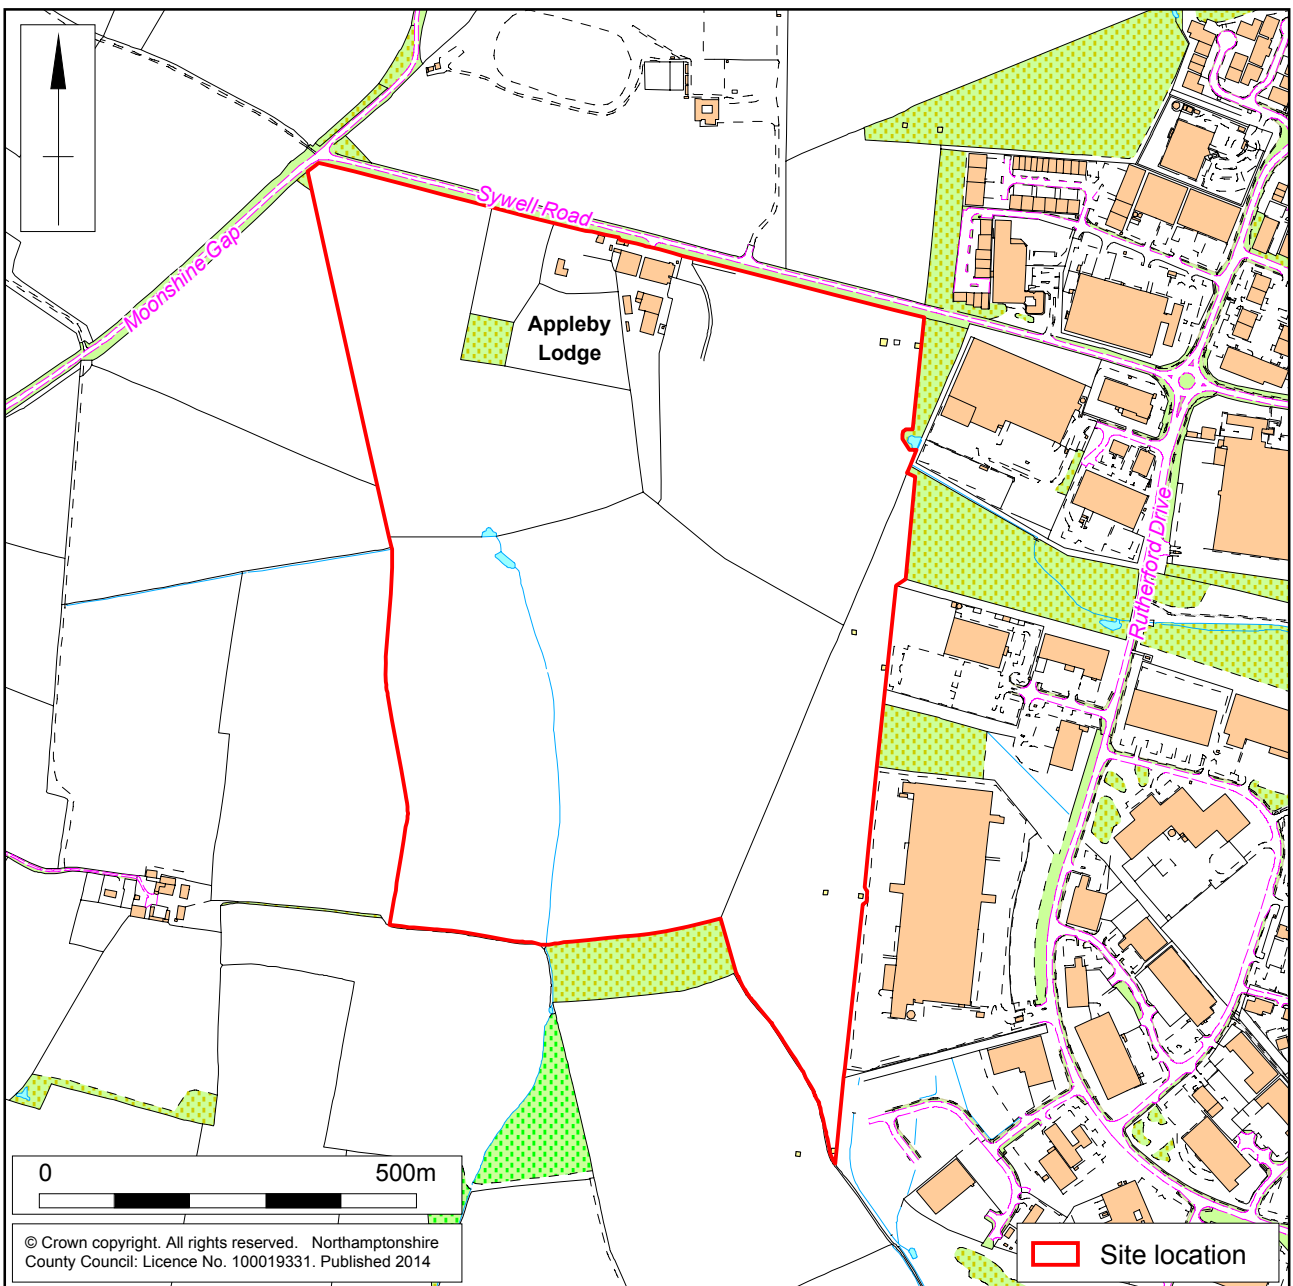 Moonshine Gap
Sywell Road
Appleby
Lodge
Rutherford Drive
0 500m
© Crown copyright. All rights reserved. Northamptonshire
County Council: Licence No. 100019331. Published 2014
Site location